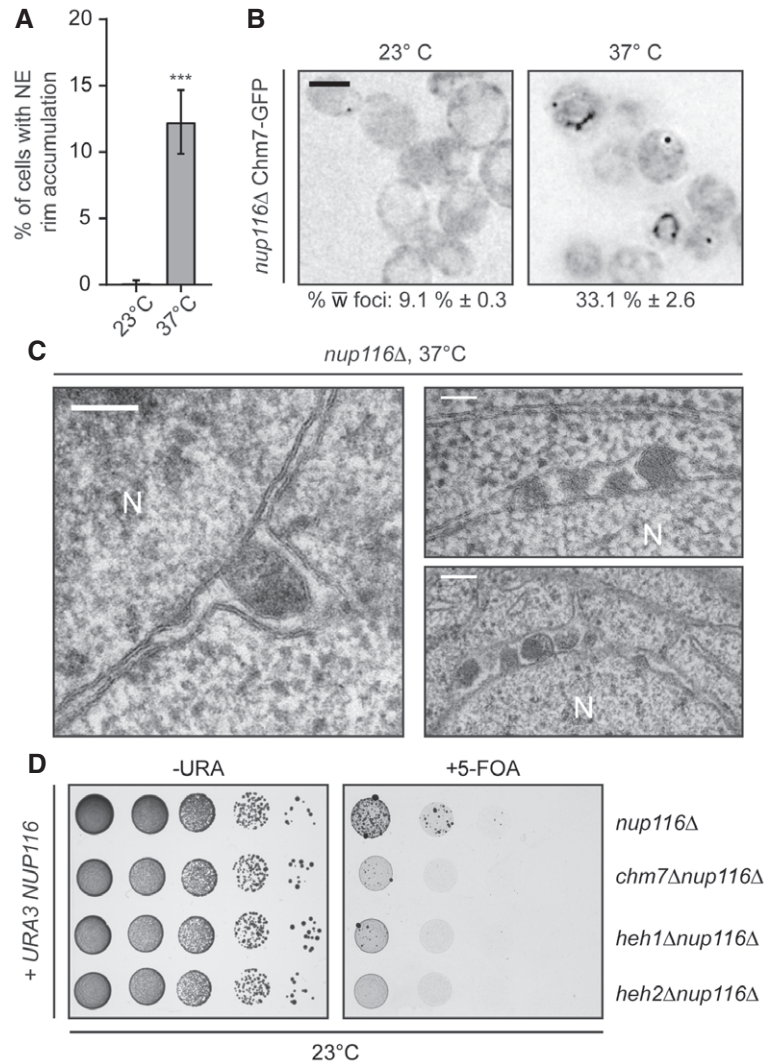 A
% of cells with NE
rim accumulation
20
15
10
5
0
***
23°C
37°C
B
23° C
37° C
nup116Δ Chm7-GFP
% w̅ foci: 9.1 % ± 0.3
33.1 % ± 2.6
C
nup116Δ, 37°C
N
N
N
D
-URA
+5-FOA
+ URA3 NUP116
nup116Δ
chm7Δnup116Δ
heh1Δnup116Δ
heh2Δnup116Δ
23°C